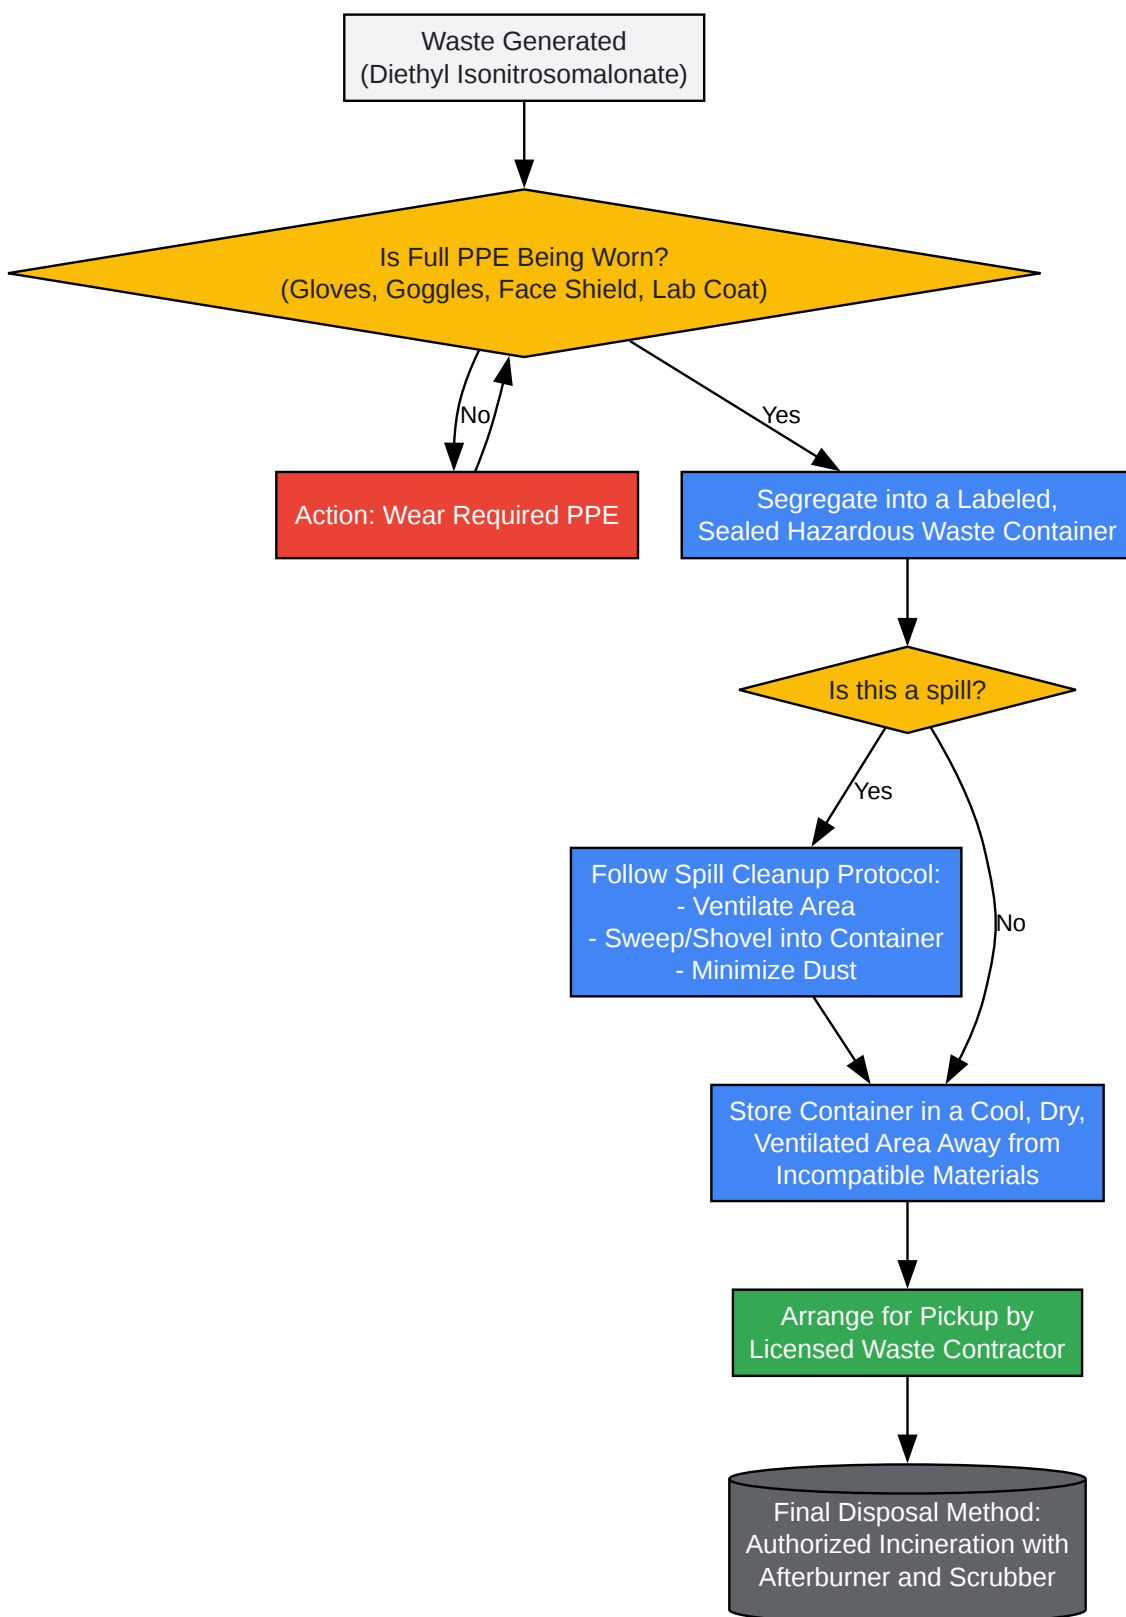 Waste Generated
(Diethyl Isonitrosomalonate)
Is Full PPE Being Worn?
(Gloves, Goggles, Face Shield, Lab Coat)
No
Yes
Action: Wear Required PPE
Segregate into a Labeled,
Sealed Hazardous Waste Container
Is this a spill?
Yes
Follow Spill Cleanup Protocol:
- Ventilate Area
- Sweep/Shovel into Container
- Minimize Dust
No
Store Container in a Cool, Dry,
Ventilated Area Away from
Incompatible Materials
Arrange for Pickup by
Licensed Waste Contractor
Final Disposal Method:
Authorized Incineration with
Afterburner and Scrubber